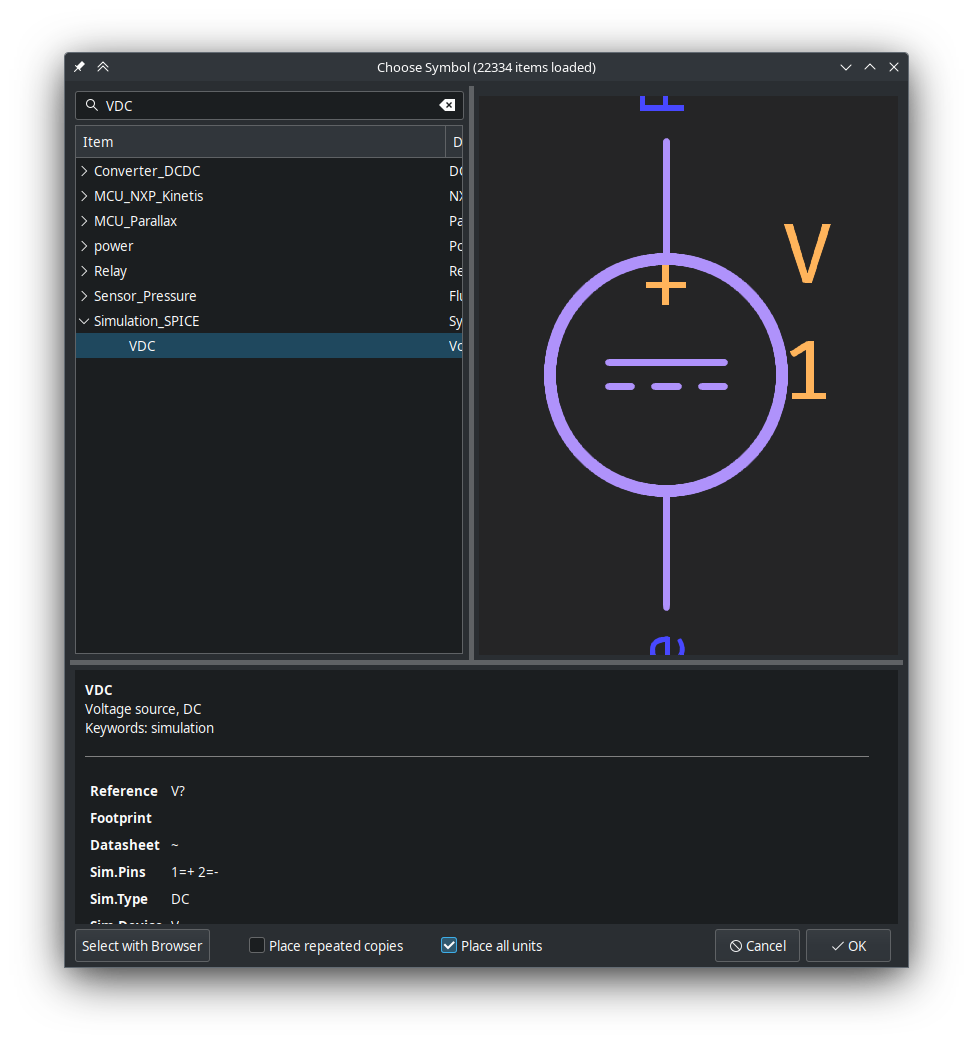 Choose Symbol (22334 items loaded)
VDC
Item D
Converter_DCDC DC
MCU_NXP_Kinetis NX
MCU_Parallax Pa
power Po
Relay Re
Sensor_Pressure Flu
Simulation_SPICE Sy
VDC Vo
V
+
1
VDC
Voltage source, DC
Keywords: simulation
Reference V?
Footprint
Datasheet ~
Sim.Pins 1=+ 2=-
Sim.Type DC
Sim.Device V
Select with Browser Place repeated copies Place all units Cancel OK